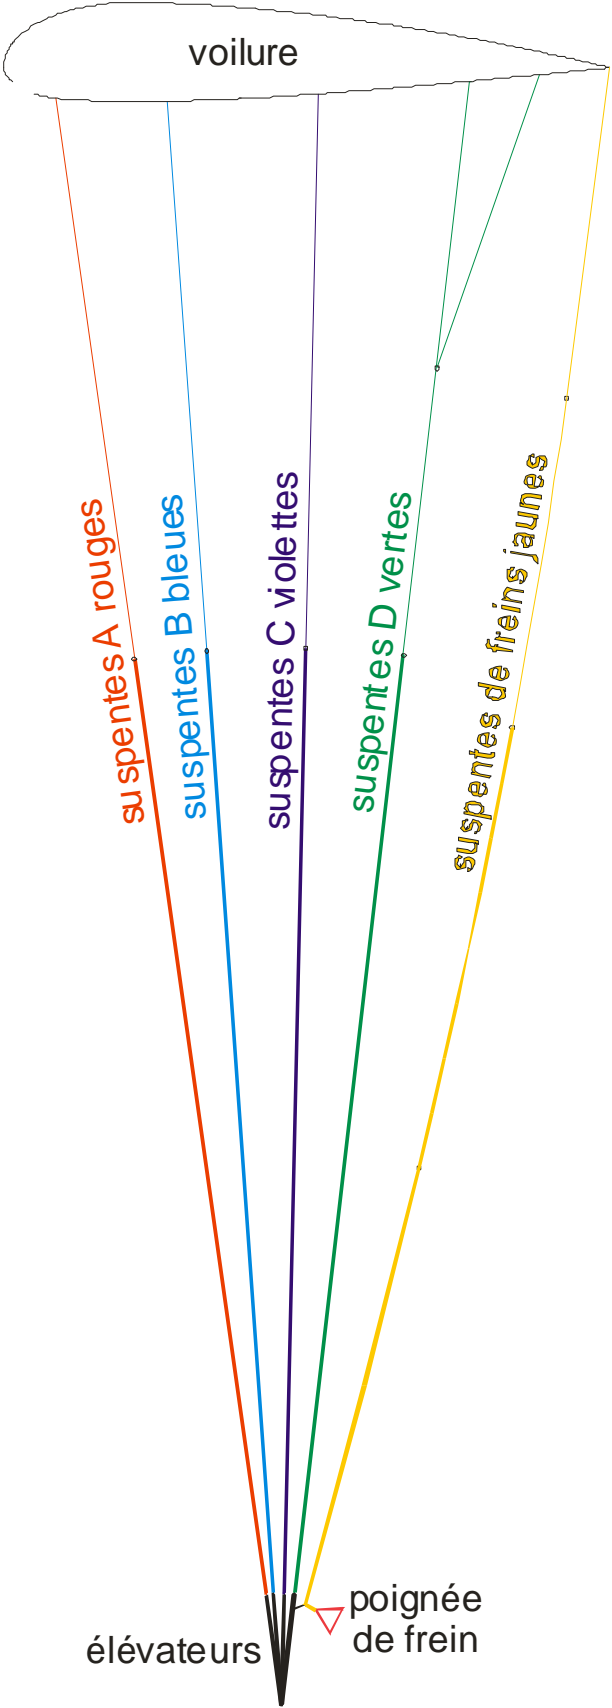 voilure
suspentes A rouges
suspentes B bleues
suspentes C violettes
suspentes D vertes
suspentes de freins jaunes
poignée
de frein
élévateurs